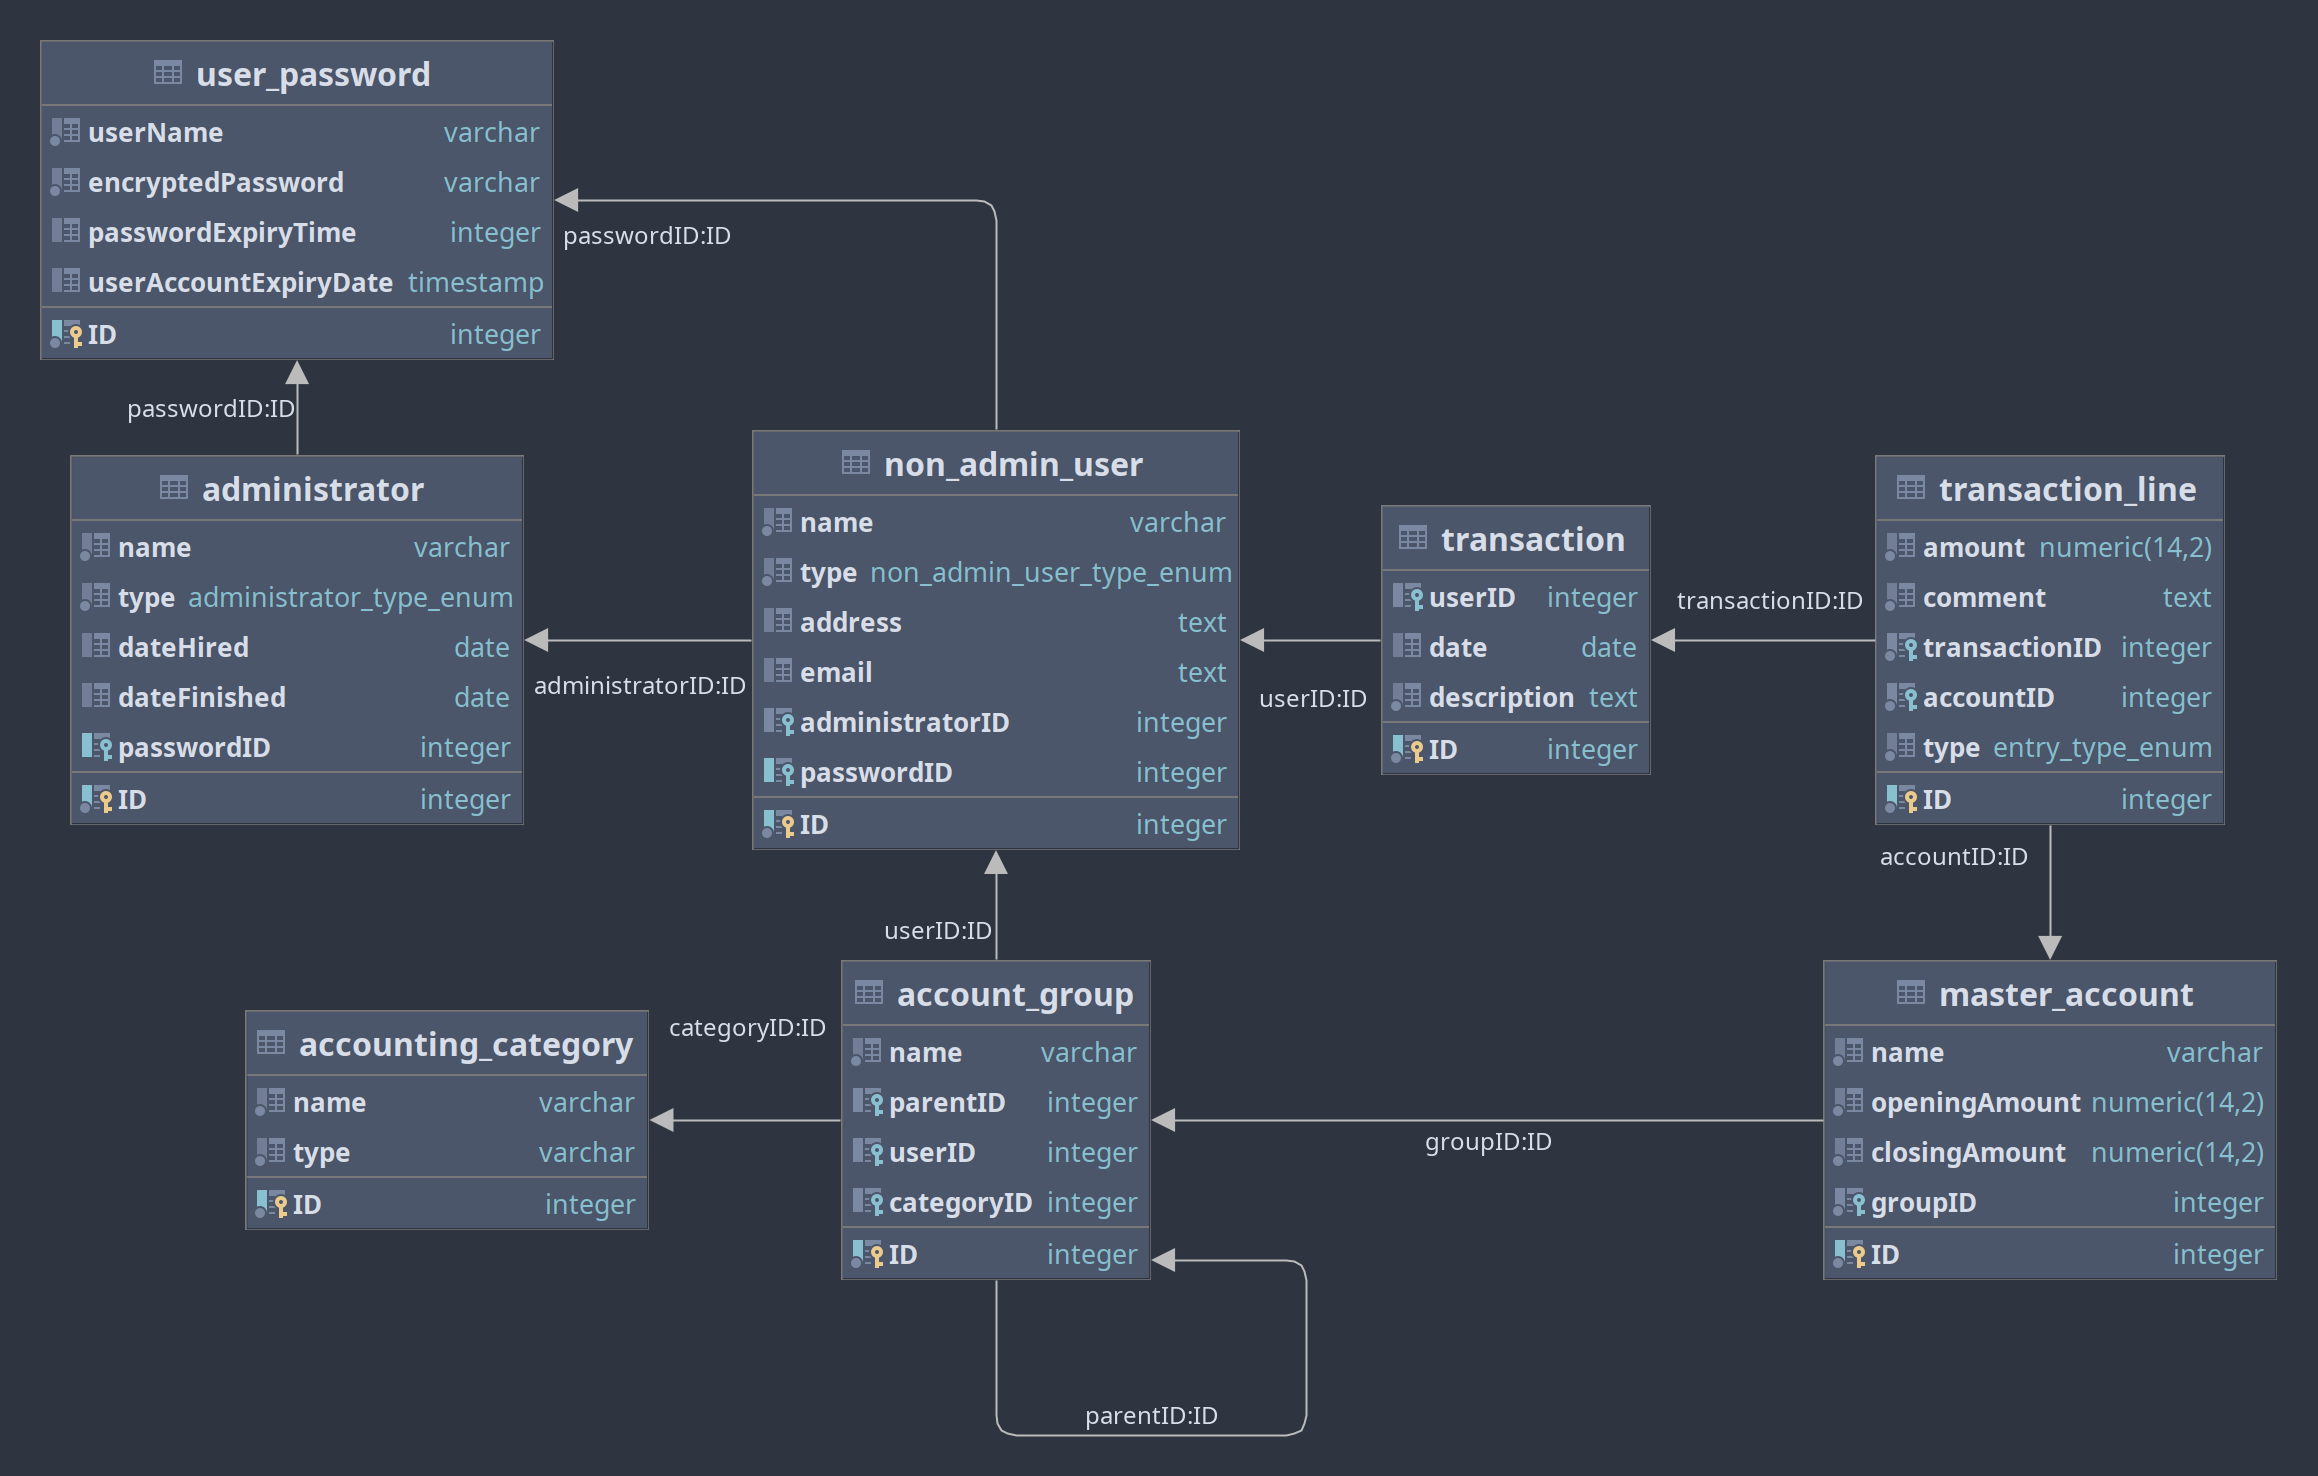 user_password
userName varchar
encryptedPassword varchar
passwordExpiryTime integer
userAccountExpiryDate timestamp
ID integer
passwordID:ID
passwordID:ID
administrator
name varchar
type administrator_type_enum
dateHired date
dateFinished date
passwordID integer
ID integer
administratorID:ID
non_admin_user
name varchar
type non_admin_user_type_enum
address text
email text
administratorID integer
passwordID integer
ID integer
userID:ID
transaction
userID integer
date date
description text
ID integer
transactionID:ID
transaction_line
amount numeric(14,2)
comment text
transactionID integer
accountID integer
type entry_type_enum
ID integer
accountID:ID
userID:ID
accounting_category
name varchar
type varchar
ID integer
categoryID:ID
account_group
name varchar
parentID integer
userID integer
categoryID integer
ID integer
groupID:ID
master_account
name varchar
openingAmount numeric(14,2)
closingAmount numeric(14,2)
groupID integer
ID integer
parentID:ID